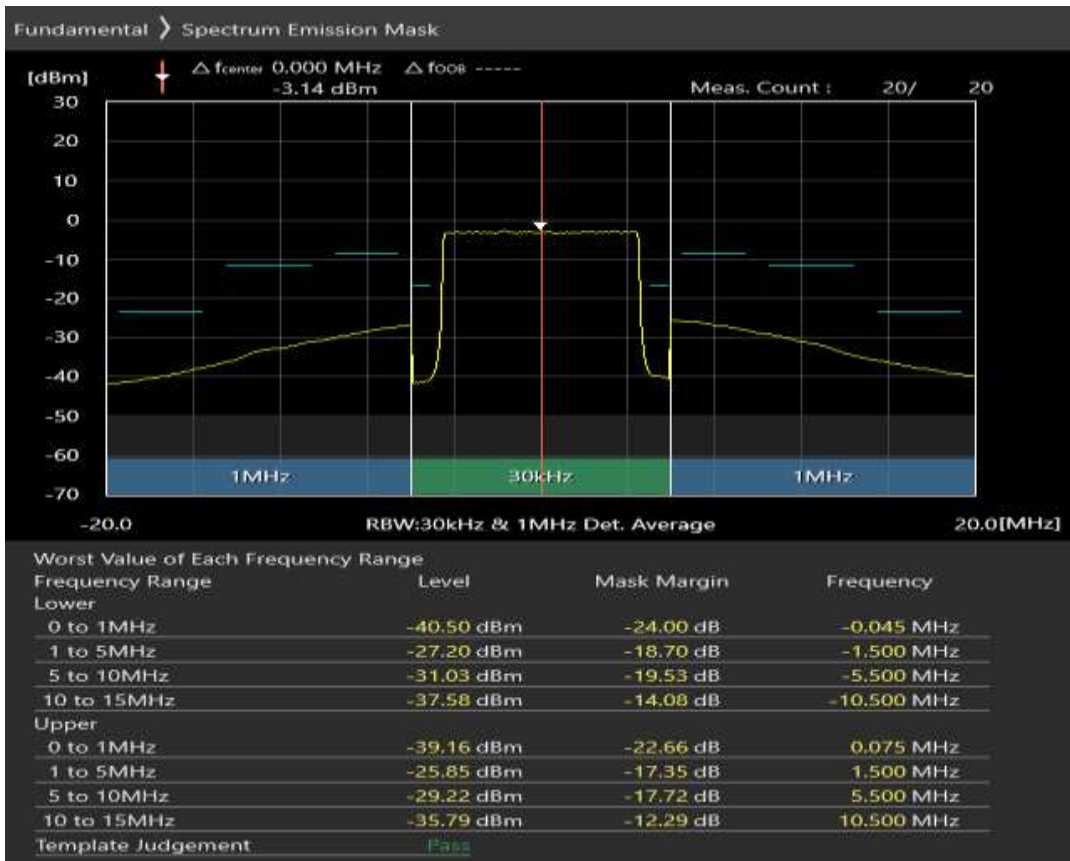 Fundamental ❭ Spectrum Emission Mask
△ fcenter 0.000 MHz △ fOOB -----
[dBm]
-3.14 dBm Meas. Count : 20/ 20
30
20
10
0
-10
-20
-30
-40
-50
-60
1MHz 30kHz 1MHz
-70
-20.0 RBW:30kHz & 1MHz Det. Average 20.0[MHz]
Worst Value of Each Frequency Range
Frequency Range Level Mask Margin Frequency
Lower
0 to 1MHz -40.50 dBm -24.00 dB -0.045 MHz
1 to 5MHz -27.20 dBm -18.70 dB -1.500 MHz
5 to 10MHz -31.03 dBm -19.53 dB -5.500 MHz
10 to 15MHz -37.58 dBm -14.08 dB -10.500 MHz
Upper
0 to 1MHz -39.16 dBm -22.66 dB 0.075 MHz
1 to 5MHz -25.85 dBm -17.35 dB 1.500 MHz
5 to 10MHz -29.22 dBm -17.72 dB 5.500 MHz
10 to 15MHz -35.79 dBm -12.29 dB 10.500 MHz
Template Judgement Pass